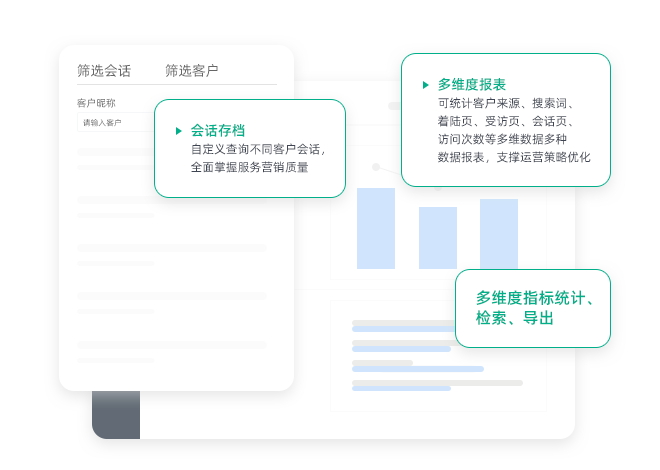 筛选会话
筛选客户
客户昵称
请输入客户
会话存档
自定义查询不同客户会话，
全面掌握服务营销质量
多维度报表
可统计客户来源、搜索词、
着陆页、受访页、会话页、
访问次数等多维数据多种
数据报表，支撑运营策略优化
多维度指标统计、
检索、导出